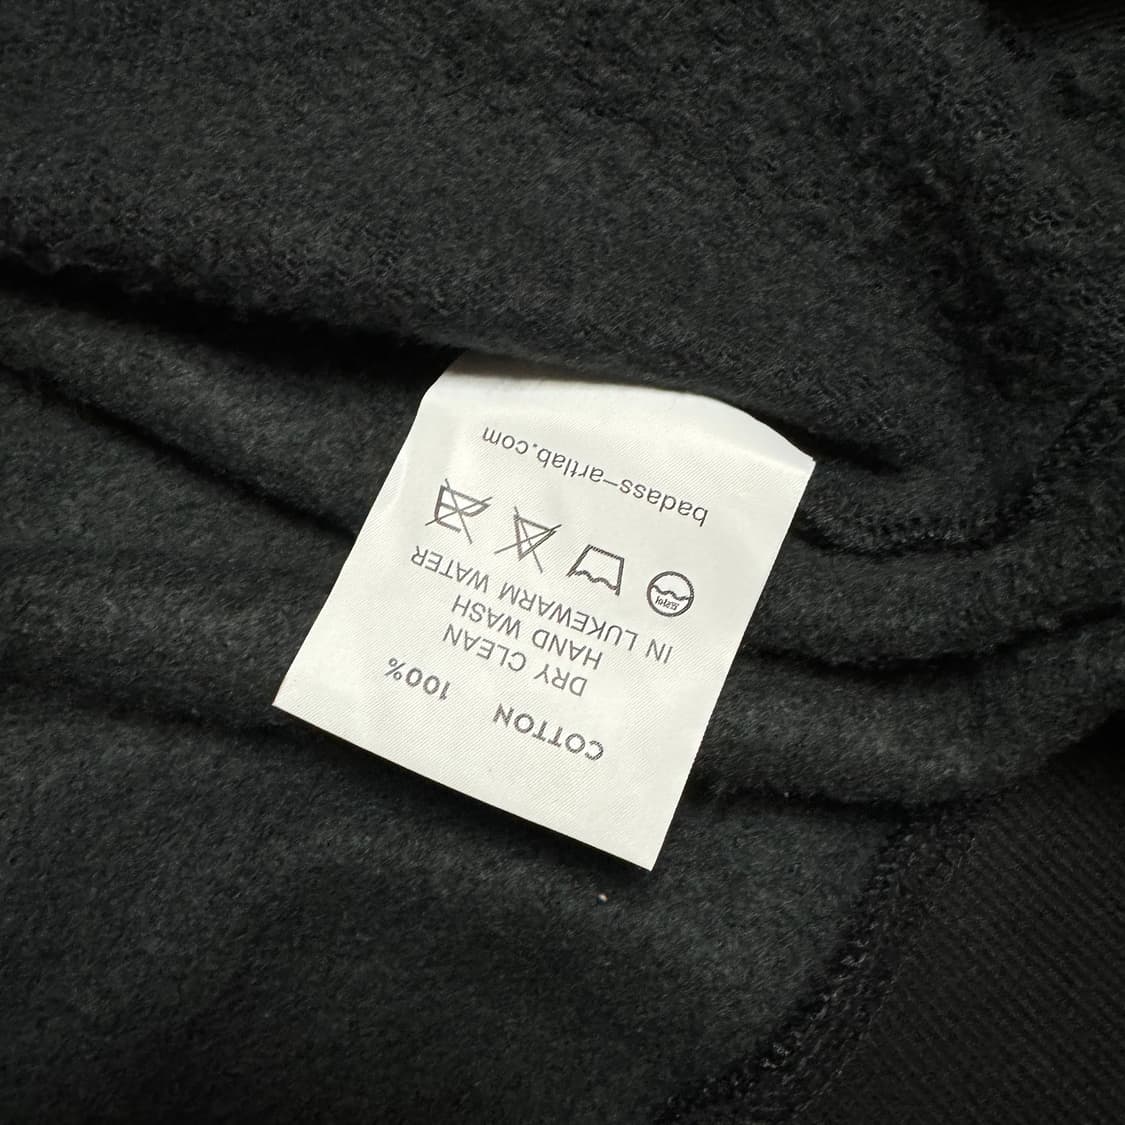 COTTON 100%
DRY CLEAN
HAND WASH
IN LUKEWARM WATER
badass-artlab.com